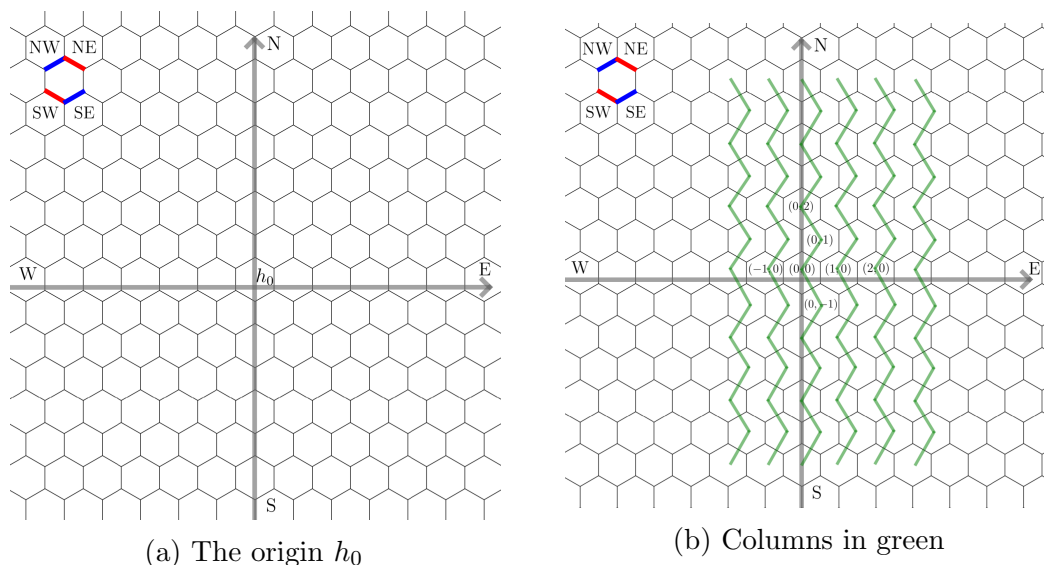 NW NE
SW SE
N
W
h₀
E
S
(a) The origin h₀
NW NE
SW SE
N
(0,2)
(0,1)
W
(−1,0) (0,0) (1,0) (2,0)
E
(0,−1)
S
(b) Columns in green